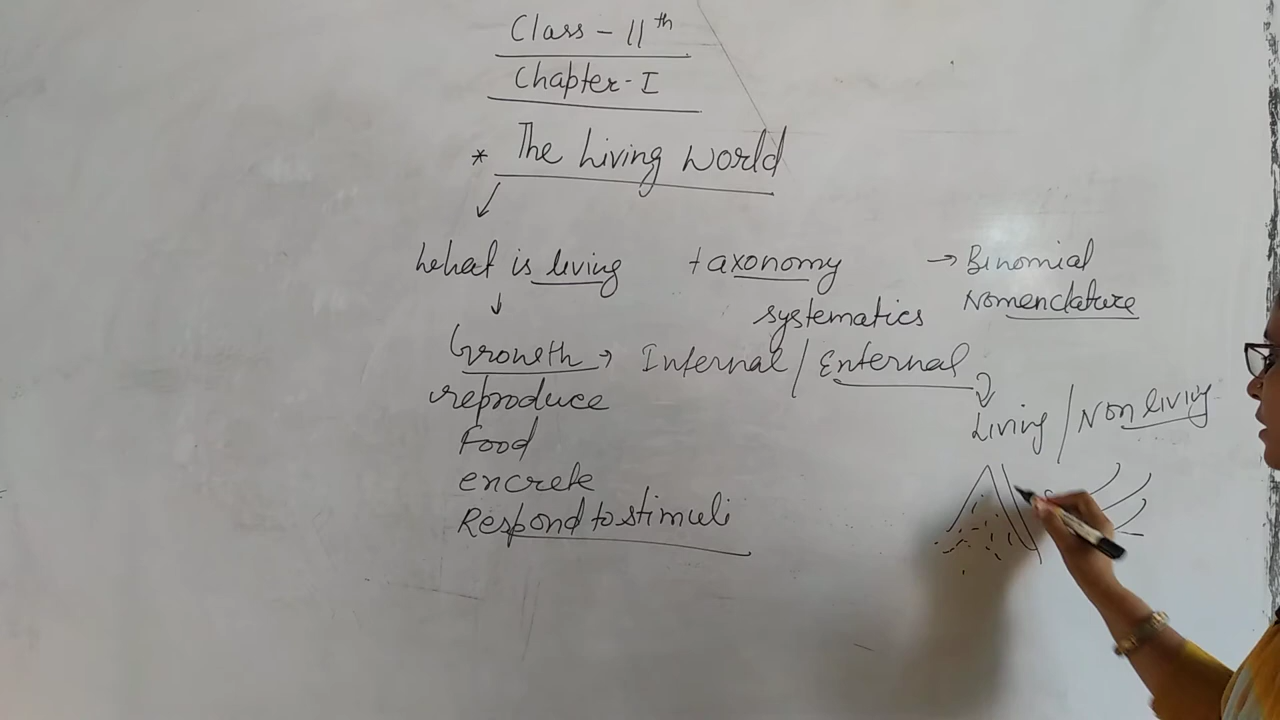 Class - 11th
Chapter - I
* The Living World
What is living taxonomy → Binomial
systematics Nomenclature
Growth → Internal / External
reproduce Living / Non living
Food
excrete
Respond to stimuli